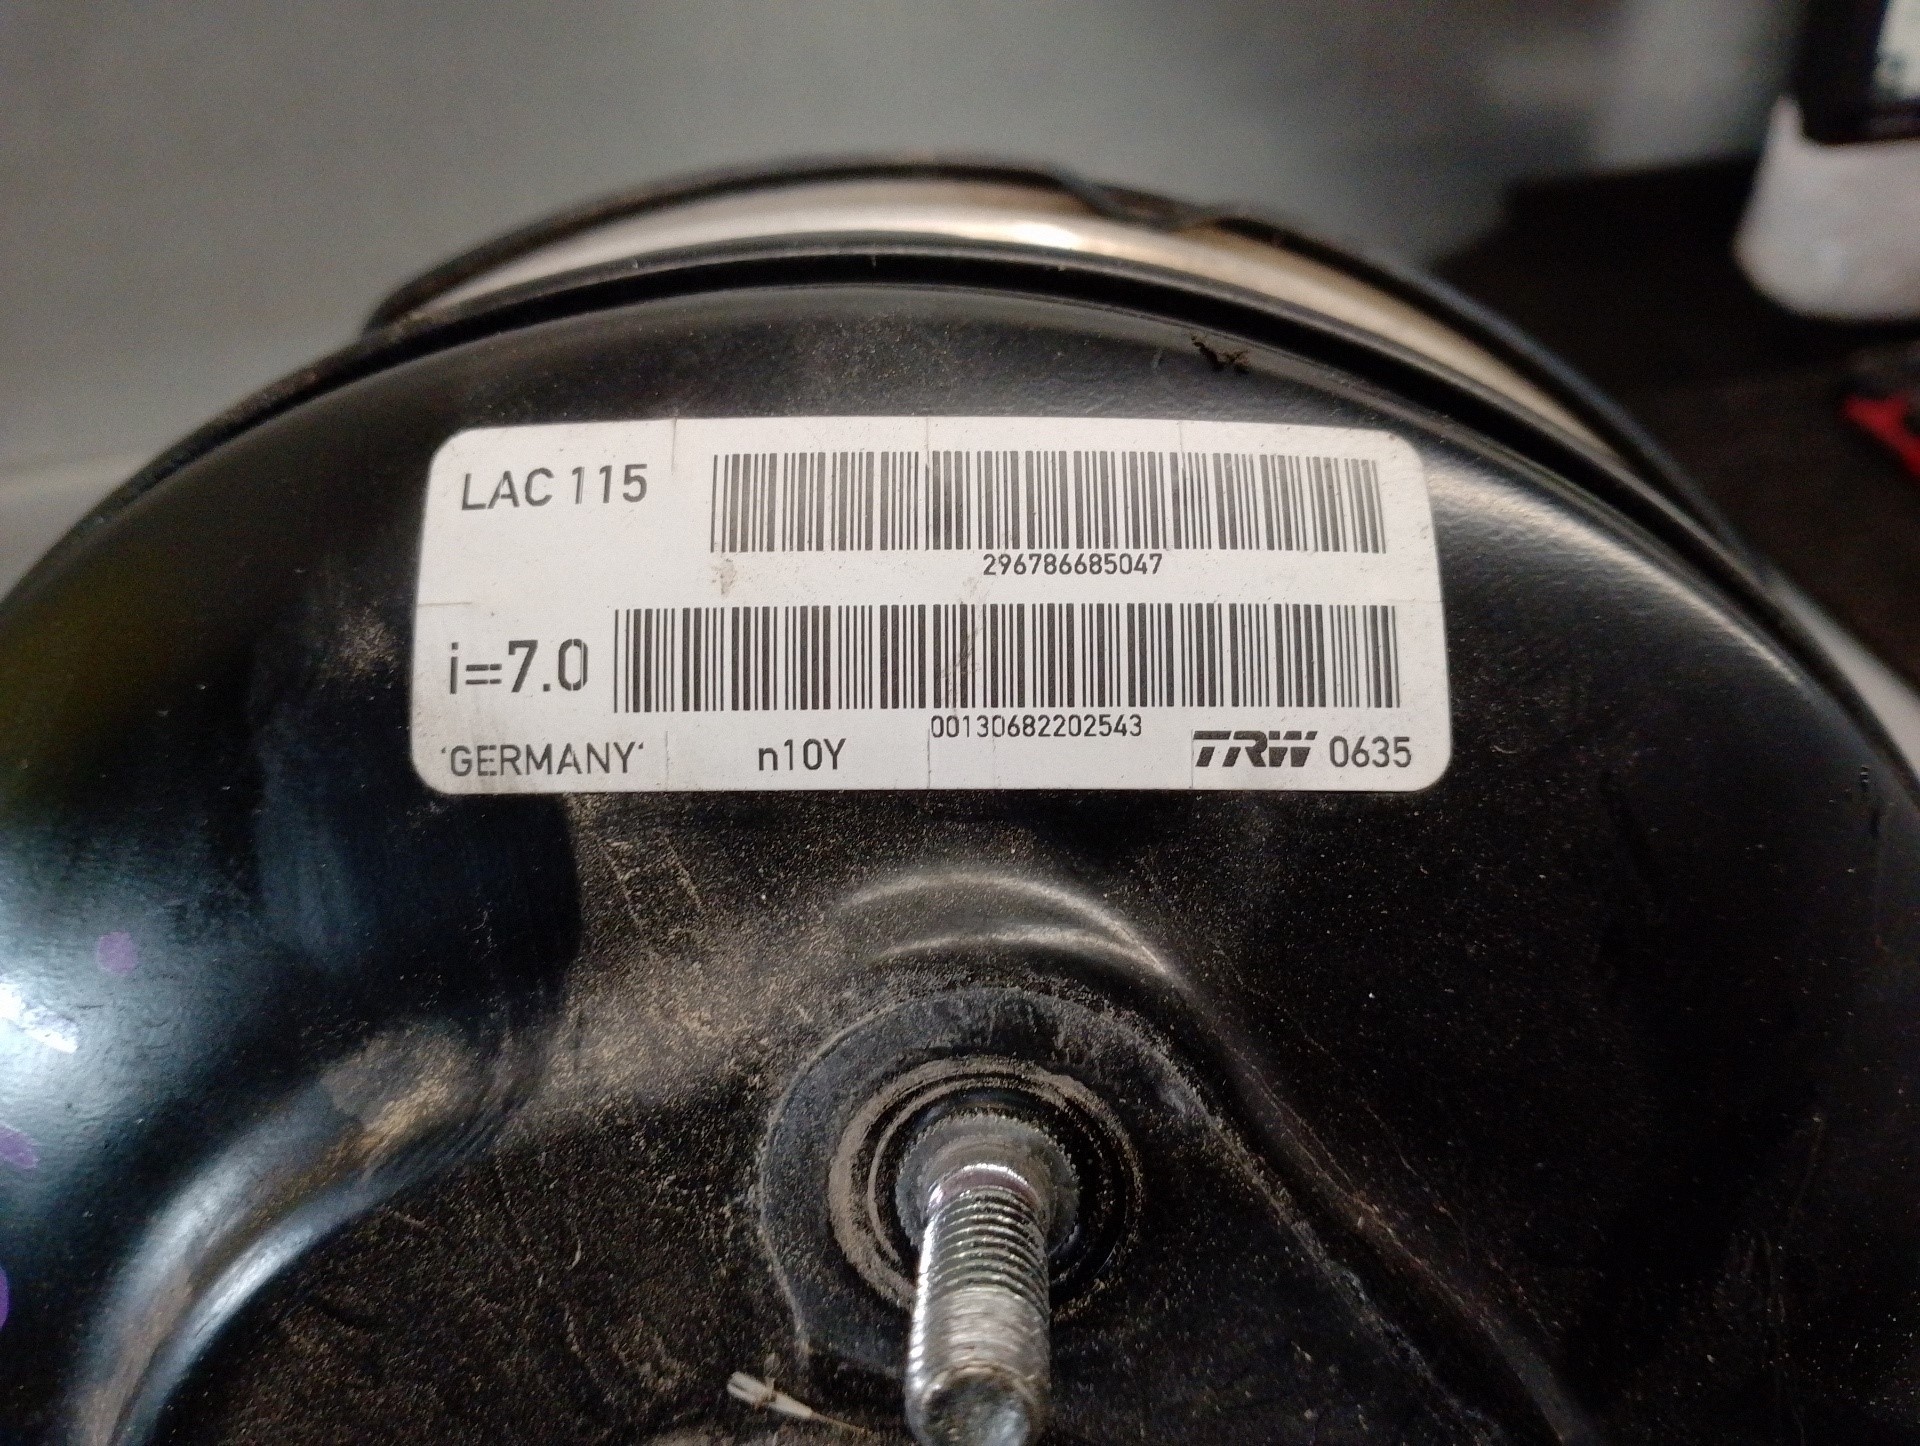 LAC 115
296786685047
i=7.0
00130682202543
'GERMANY' n10Y TRW 0635